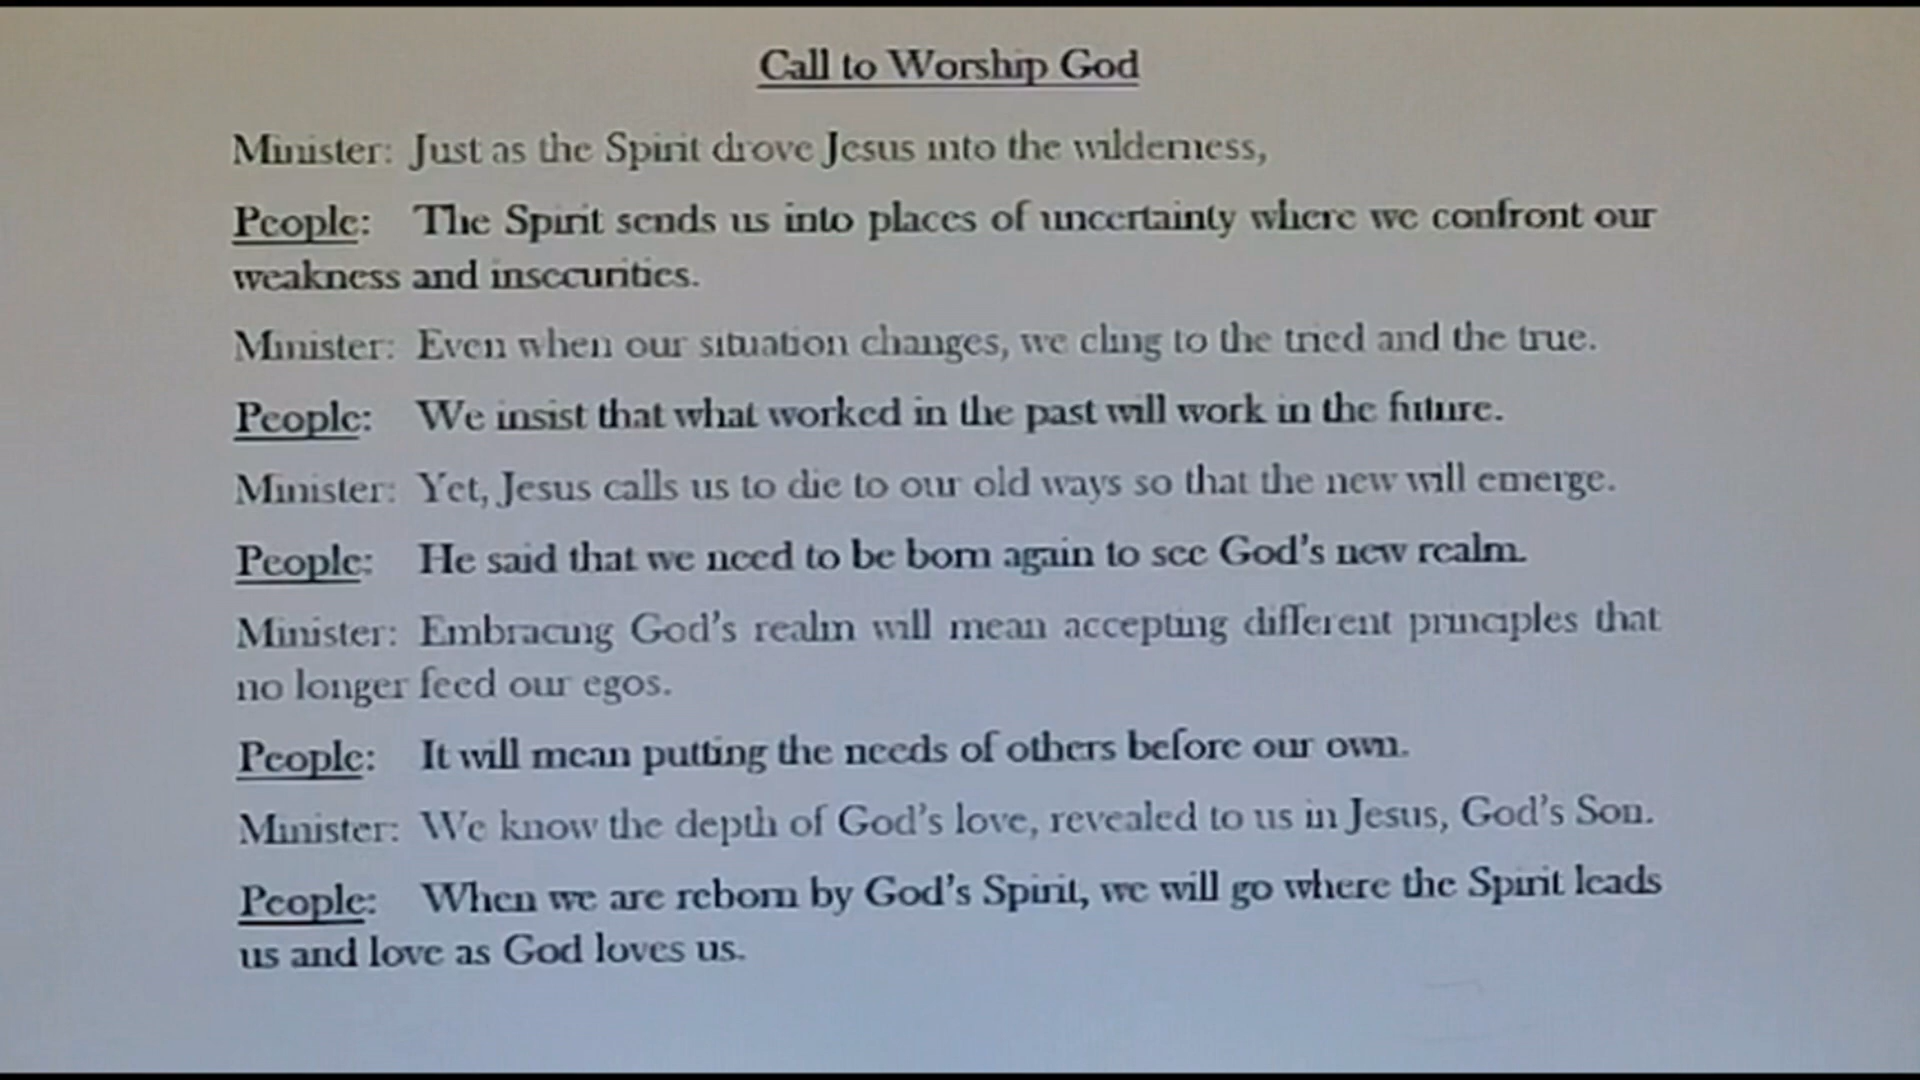 Call to Worship God
Minister: Just as the Spirit drove Jesus into the wilderness,
People: The Spirit sends us into places of uncertainty where we confront our
weakness and insecurities.
Minister: Even when our situation changes, we cling to the tried and the true.
People: We insist that what worked in the past will work in the future.
Minister: Yet, Jesus calls us to die to our old ways so that the new will emerge.
People: He said that we need to be born again to see God's new realm.
Minister: Embracing God's realm will mean accepting different principles that
no longer feed our egos.
People: It will mean putting the needs of others before our own.
Minister: We know the depth of God's love, revealed to us in Jesus, God's Son.
People: When we are reborn by God's Spirit, we will go where the Spirit leads
us and love as God loves us.